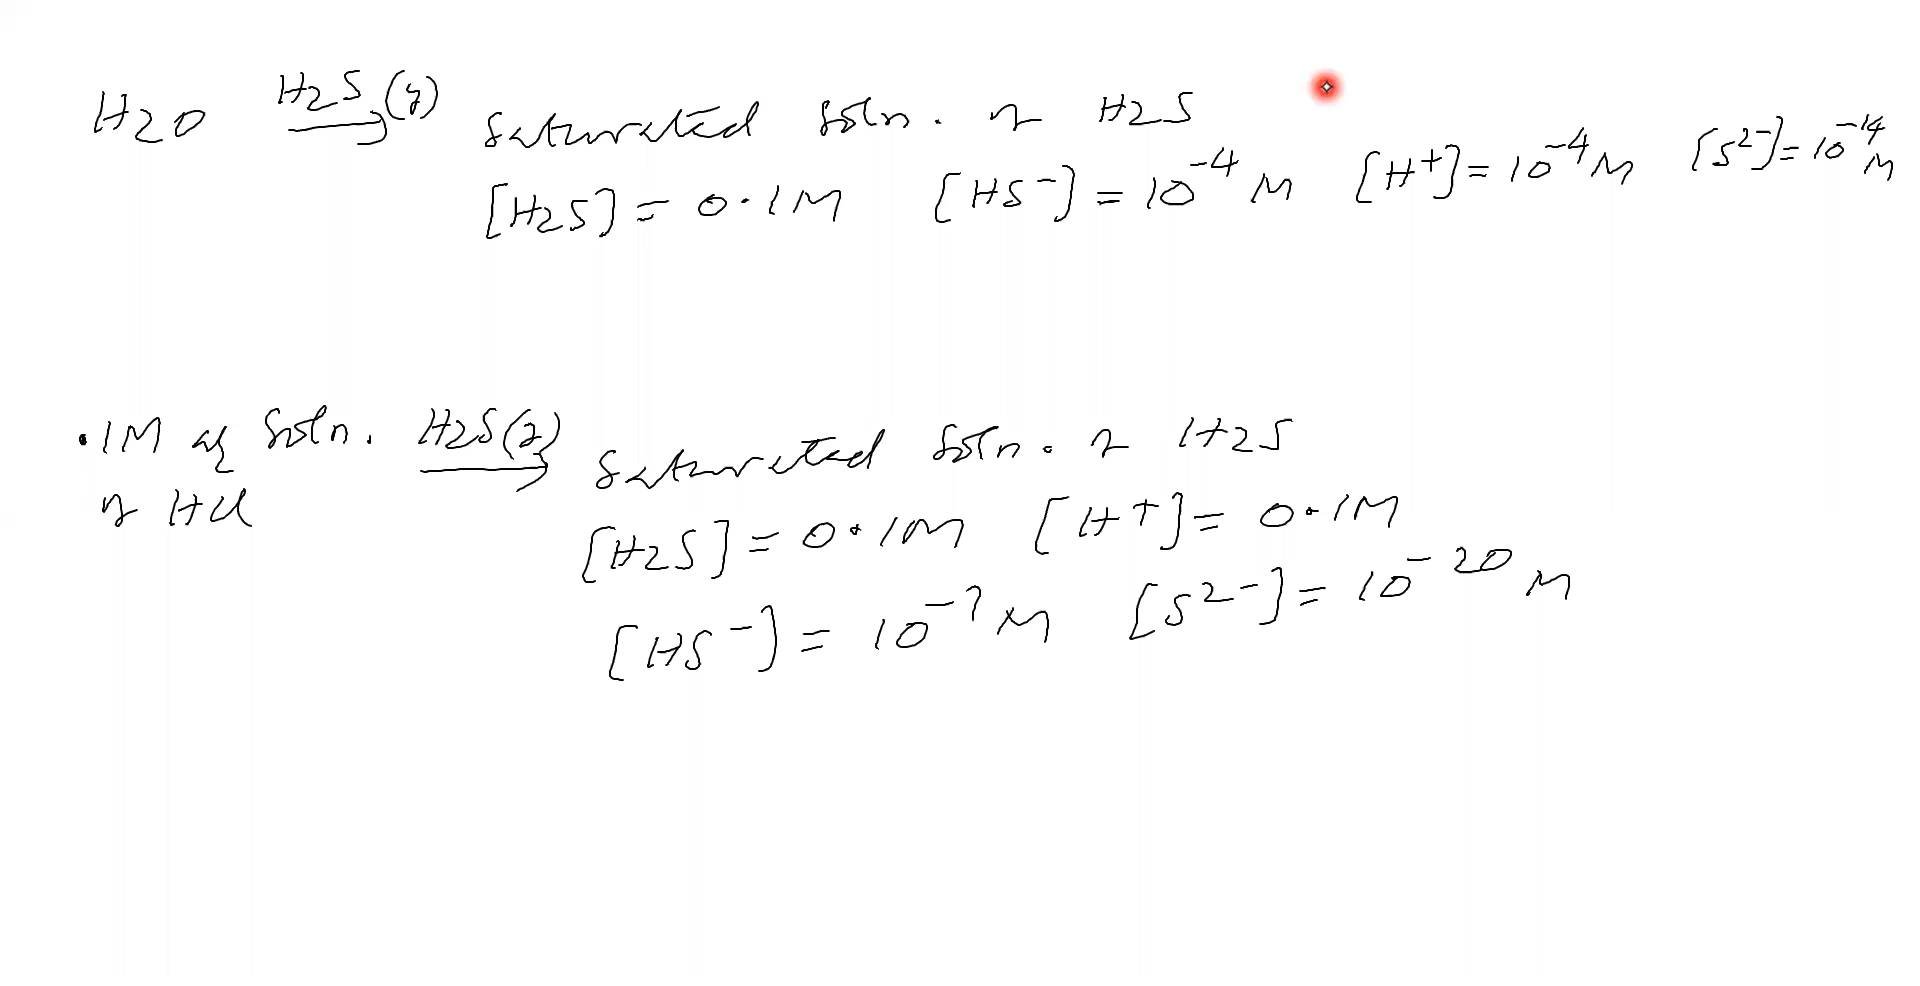 H2O H2S(g) saturated soln. of H2S
[H2S] = 0.1M [HS-] = 10^-4 M [H+] = 10^-4 M [S2-] = 10^-14 M
.1M aq soln. H2S(g) saturated soln. of H2S
of HCl
[H2S] = 0.1M [H+] = 0.1M
[HS-] = 10^-7 M [S2-] = 10^-20 M